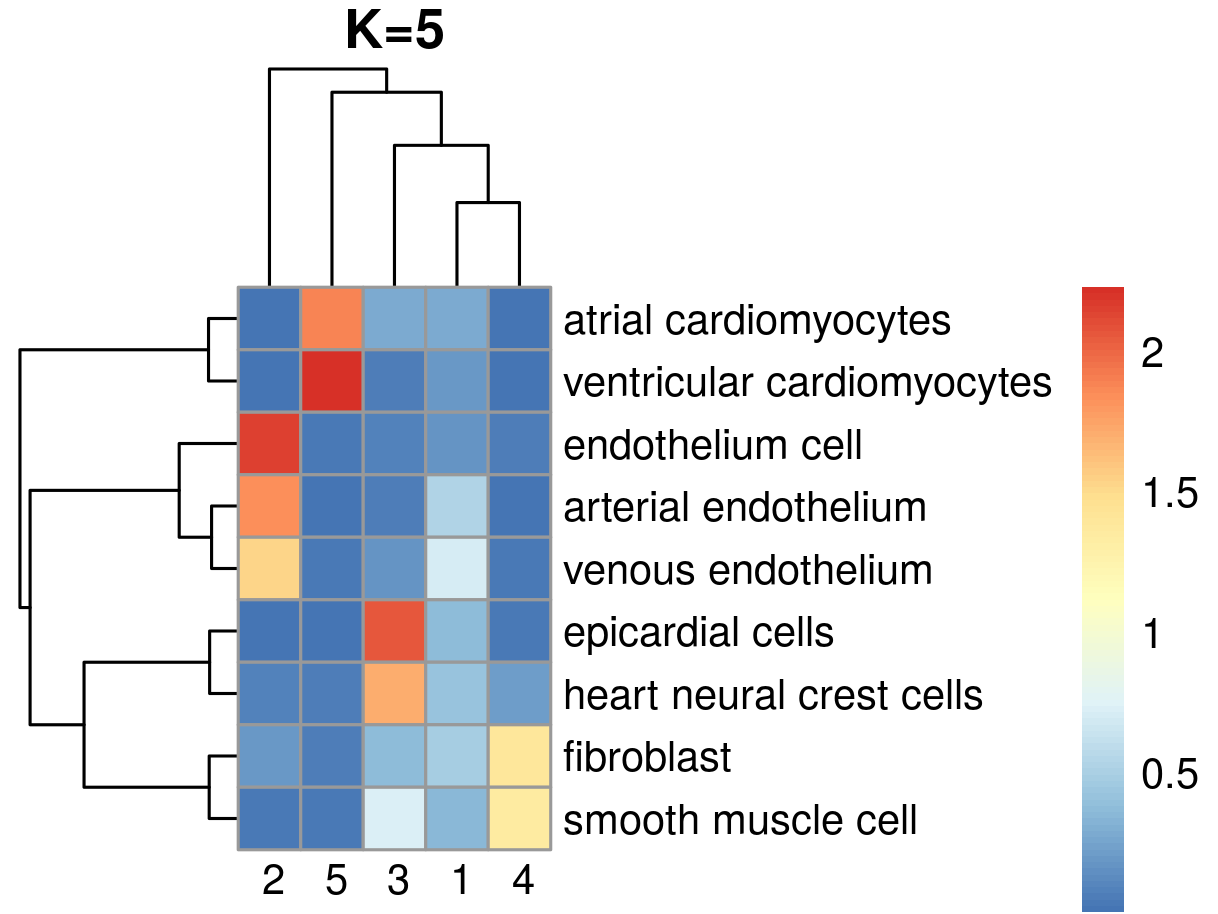 K=5
atrial cardiomyocytes
ventricular cardiomyocytes
endothelium cell
arterial endothelium
venous endothelium
epicardial cells
heart neural crest cells
fibroblast
smooth muscle cell
2 5 3 1 4
2
1.5
1
0.5